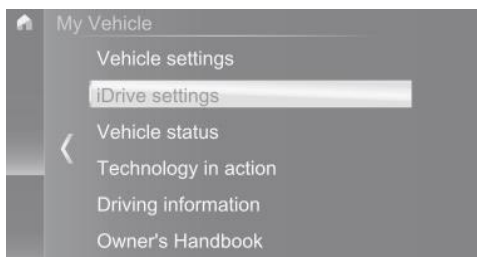 My Vehicle
Vehicle settings
iDrive settings
Vehicle status
Technology in action
Driving information
Owner's Handbook